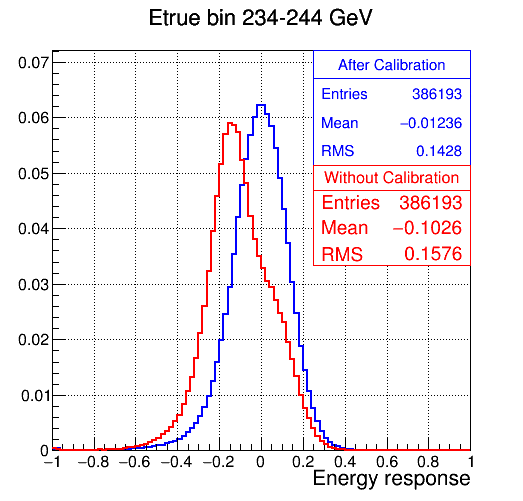 Etrue bin 234-244 GeV
After Calibration
Entries 386193
Mean −0.01236
RMS 0.1428
Without Calibration
Entries 386193
Mean −0.1026
RMS 0.1576
0.07
0.06
0.05
0.04
0.03
0.02
0.01
0
−1 −0.8 −0.6 −0.4 −0.2 0 0.2 0.4 0.6 0.8 1
Energy response